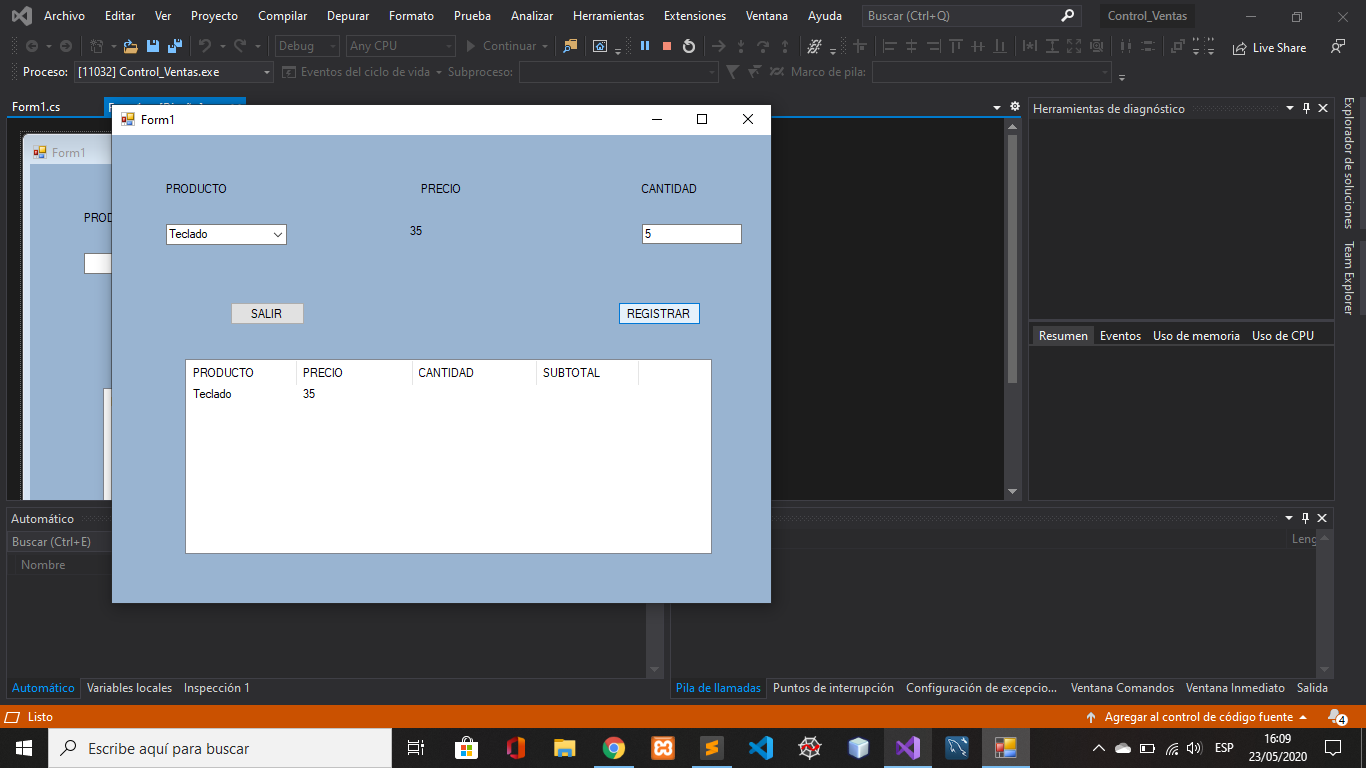 Archivo Editar Ver Proyecto Compilar Depurar Formato Prueba Analizar Herramientas Extensiones Ventana Ayuda Buscar (Ctrl+Q) Control_Ventas
Debug Any CPU Continuar Live Share
Proceso: [11032] Control_Ventas.exe Eventos del ciclo de vida Subproceso: Marco de pila:
Form1.cs
Herramientas de diagnóstico
Explorador de soluciones
Team Explorer
Form1
Form1
PRODUCTO PRECIO CANTIDAD
Teclado 35 5
SALIR REGISTRAR
PRODUCTO PRECIO CANTIDAD SUBTOTAL
Teclado 35
Resumen Eventos Uso de memoria Uso de CPU
Automático
Buscar (Ctrl+E)
Nombre
Leng
Automático Variables locales Inspección 1
Pila de llamadas Puntos de interrupción Configuración de excepcio... Ventana Comandos Ventana Inmediato Salida
Listo Agregar al control de código fuente 4
Escribe aquí para buscar ESP 16:09
23/05/2020